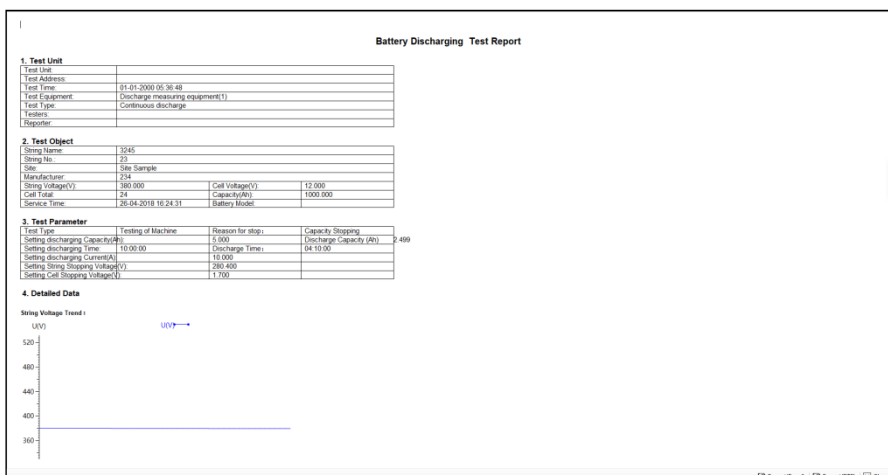 Battery Discharging Test Report
1. Test Unit
Test Unit:
Test Address:
Test Time: 01-01-2000 05:36:48
Test Equipment: Discharge measuring equipment(1)
Test Type: Continuous discharge
Testers:
Reporter:
2. Test Object
String Name: 3245
String No.: 23
Site: Site Sample
Manufacturer: 234
String Voltage(V): 380.000 Cell Voltage(V): 12.000
Cell Total: 24 Capacity(Ah): 1000.000
Service Time: 26-04-2018 16:24:31 Battery Model:
3. Test Parameter
Test Type Testing of Machine Reason for stop: Capacity Stopping
Setting discharging Capacity(Ah): 5.000 Discharge Capacity (Ah) 2.499
Setting discharging Time: 10:00:00 Discharge Time: 04:10:00
Setting discharging Current(A): 10.000
Setting String Stopping Voltage(V): 280.400
Setting Cell Stopping Voltage(V): 1.700
4. Detailed Data
String Voltage Trend:
U(V) U(V)
520
480
440
400
360